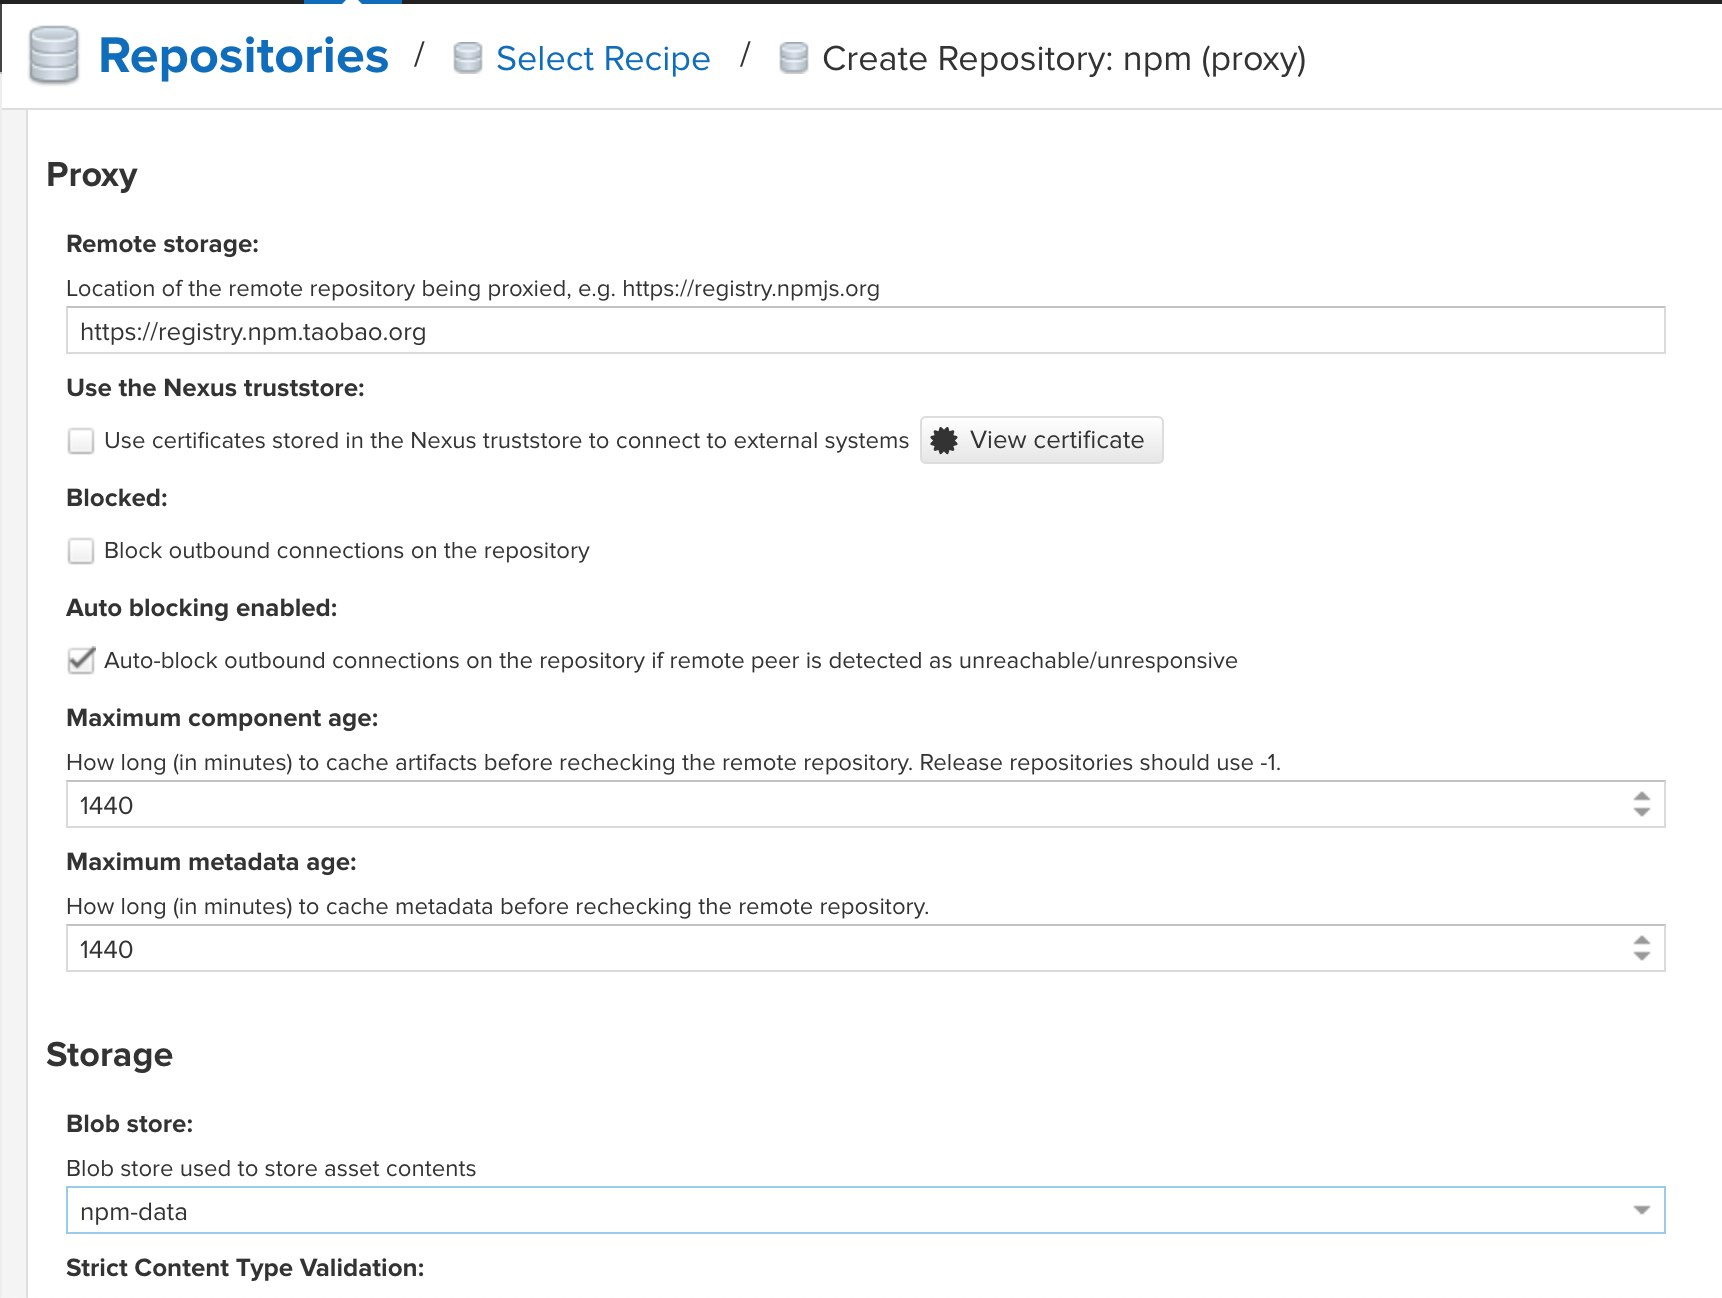 Repositories / Select Recipe / Create Repository: npm (proxy)
Proxy
Remote storage:
Location of the remote repository being proxied, e.g. https://registry.npmjs.org
https://registry.npm.taobao.org
Use the Nexus truststore:
Use certificates stored in the Nexus truststore to connect to external systems View certificate
Blocked:
Block outbound connections on the repository
Auto blocking enabled:
Auto-block outbound connections on the repository if remote peer is detected as unreachable/unresponsive
Maximum component age:
How long (in minutes) to cache artifacts before rechecking the remote repository. Release repositories should use -1.
1440
Maximum metadata age:
How long (in minutes) to cache metadata before rechecking the remote repository.
1440
Storage
Blob store:
Blob store used to store asset contents
npm-data
Strict Content Type Validation: